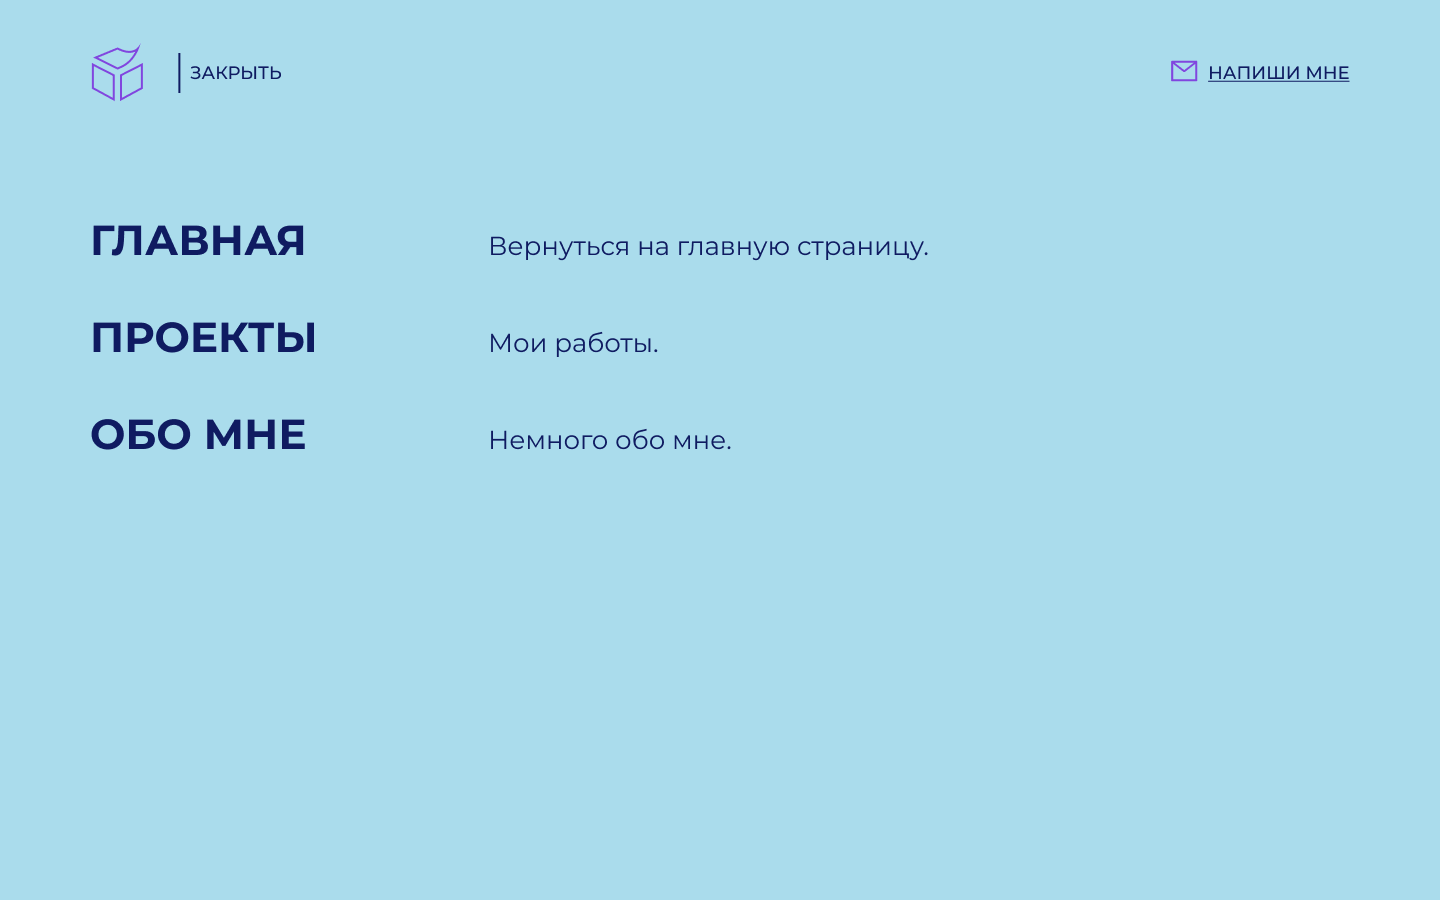 ЗАКРЫТЬ
НАПИШИ МНЕ
ГЛАВНАЯ
Вернуться на главную страницу.
ПРОЕКТЫ
Мои работы.
ОБО МНЕ
Немного обо мне.